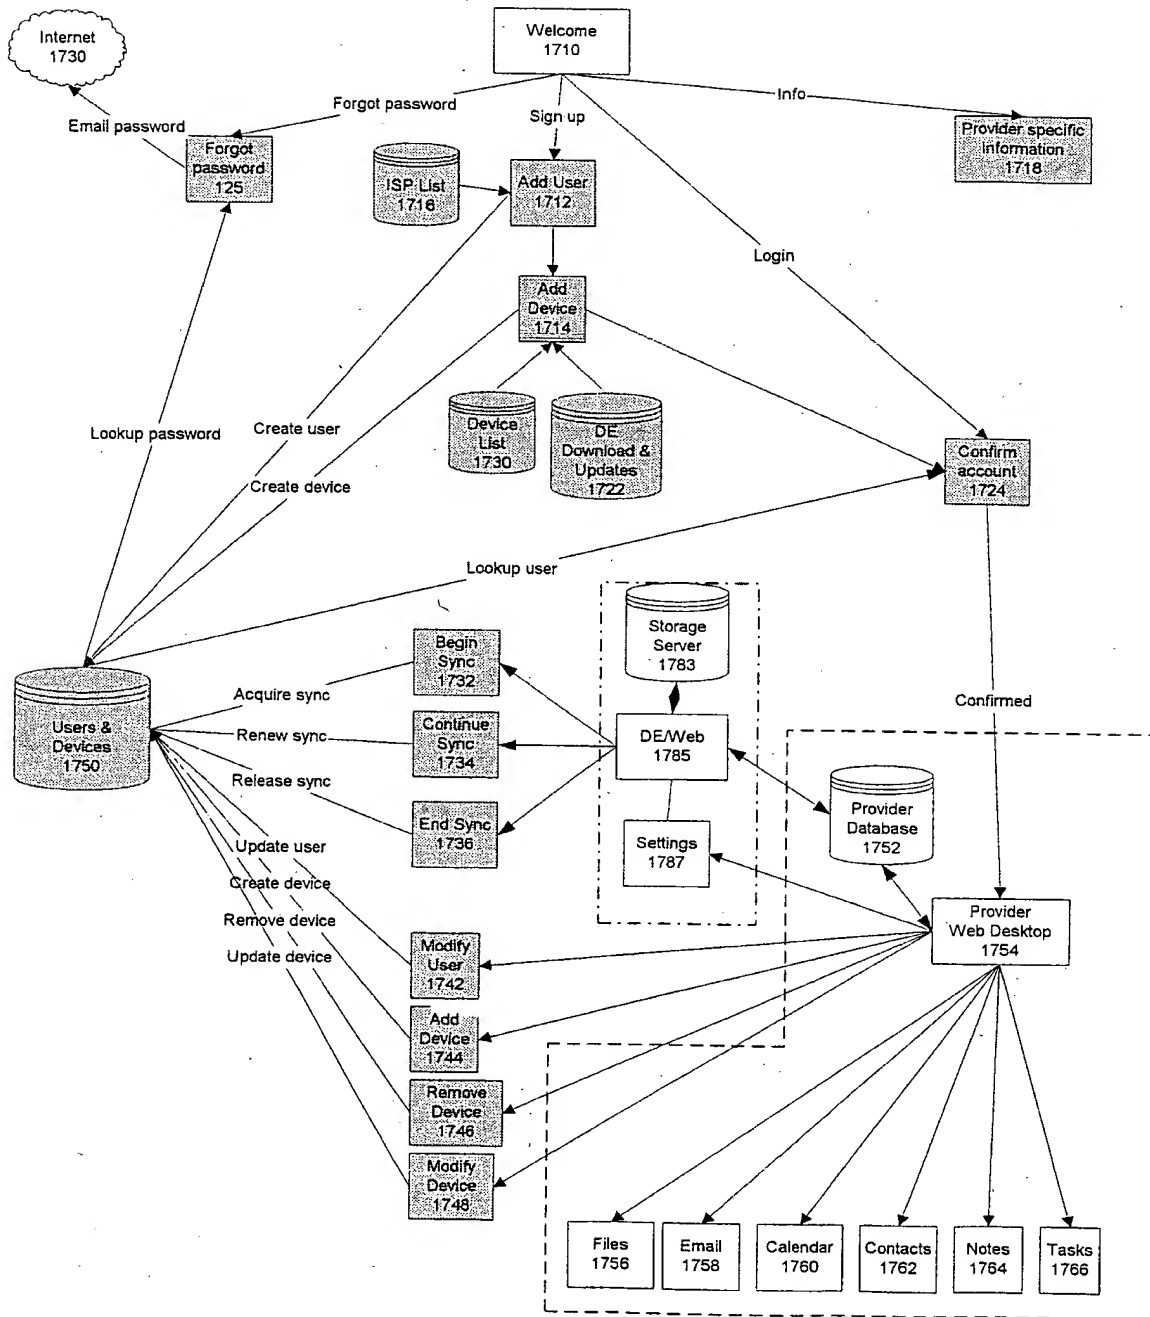 Internet
1730
Welcome
1710
Info
Forgot password
Sign up
Email password
Forgot
password
125
ISP List
1716
Add User
1712
Provider specific
Information
1718
Login
Add
Device
1714
Device
List
1730
DE
Download &
Updates
1722
Lookup password
Create user
Create device
Confirm
account
1724
Lookup user
Storage
Server
1783
Begin
Sync
1732
Acquire sync
Users &
Devices
1750
Renew sync
Continue
Sync
1734
DE/Web
1785
Confirmed
Release sync
End Sync
1736
Settings
1787
Provider
Database
1752
Update user
Create device
Remove device
Update device
Provider
Web Desktop
1754
Modify
User
1742
Add
Device
1744
Remove
Device
1746
Modify
Device
1748
Files
1756
Email
1758
Calendar
1760
Contacts
1762
Notes
1764
Tasks
1766